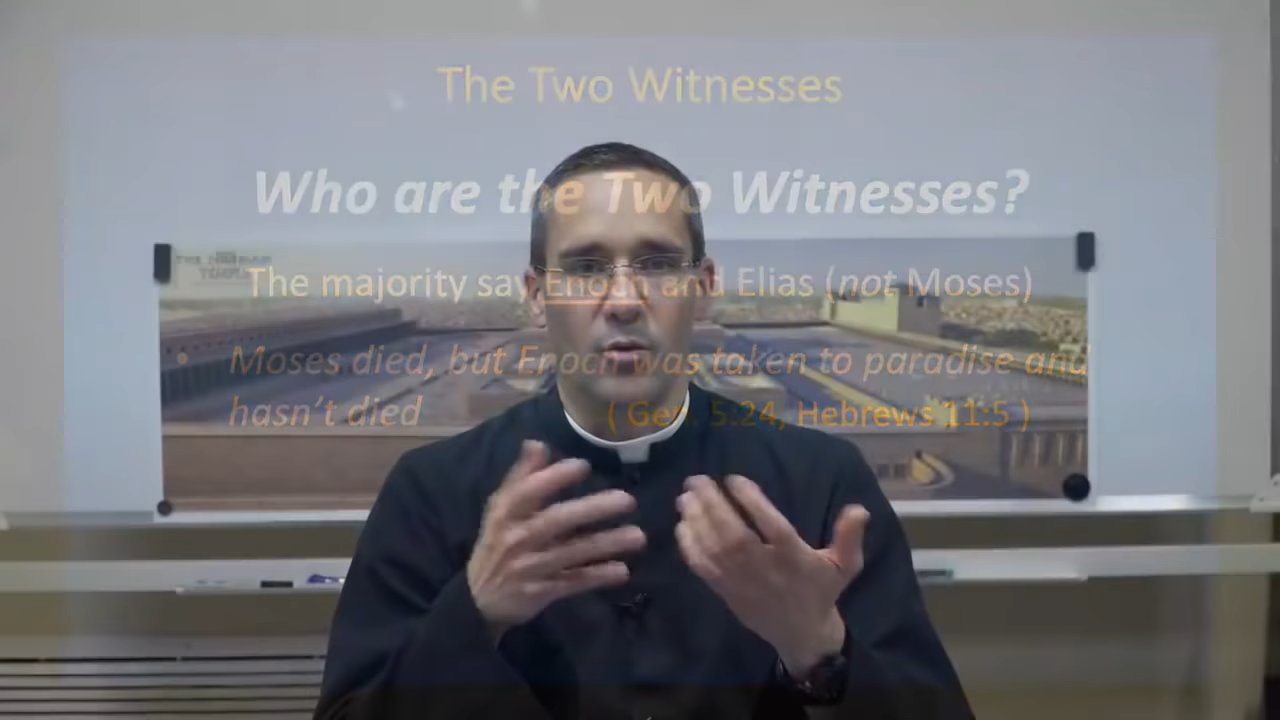 The Two Witnesses
Who are the Two Witnesses?
The majority say Enoch and Elias (not Moses)
• Moses died, but Enoch was taken to paradise and
hasn't died ( Gen. 5:24, Hebrews 11:5 )